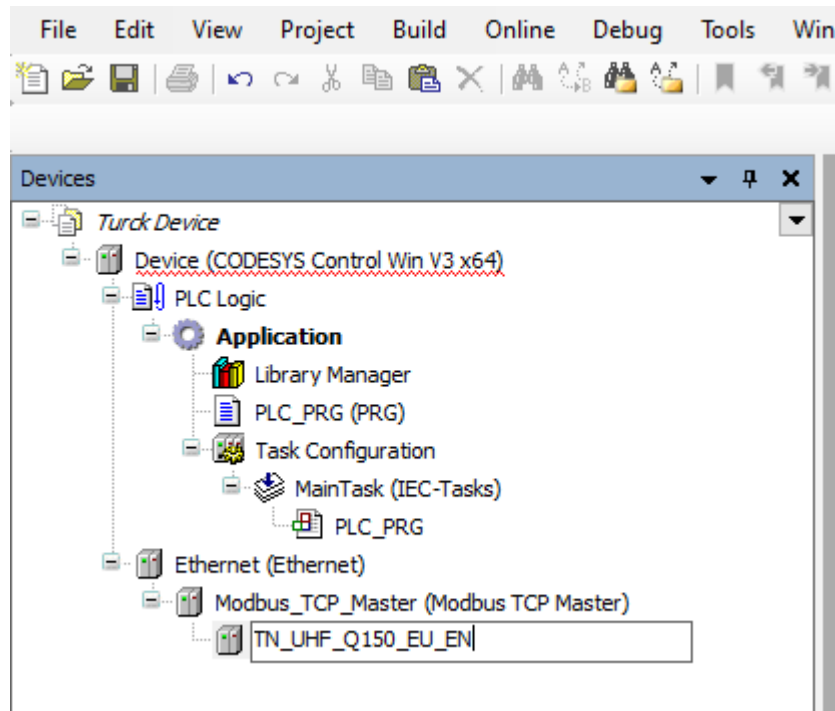 File Edit View Project Build Online Debug Tools Win
Devices
Turck Device
Device (CODESYS Control Win V3 x64)
PLC Logic
Application
Library Manager
PLC_PRG (PRG)
Task Configuration
MainTask (IEC-Tasks)
PLC_PRG
Ethernet (Ethernet)
Modbus_TCP_Master (Modbus TCP Master)
TN_UHF_Q150_EU_EN